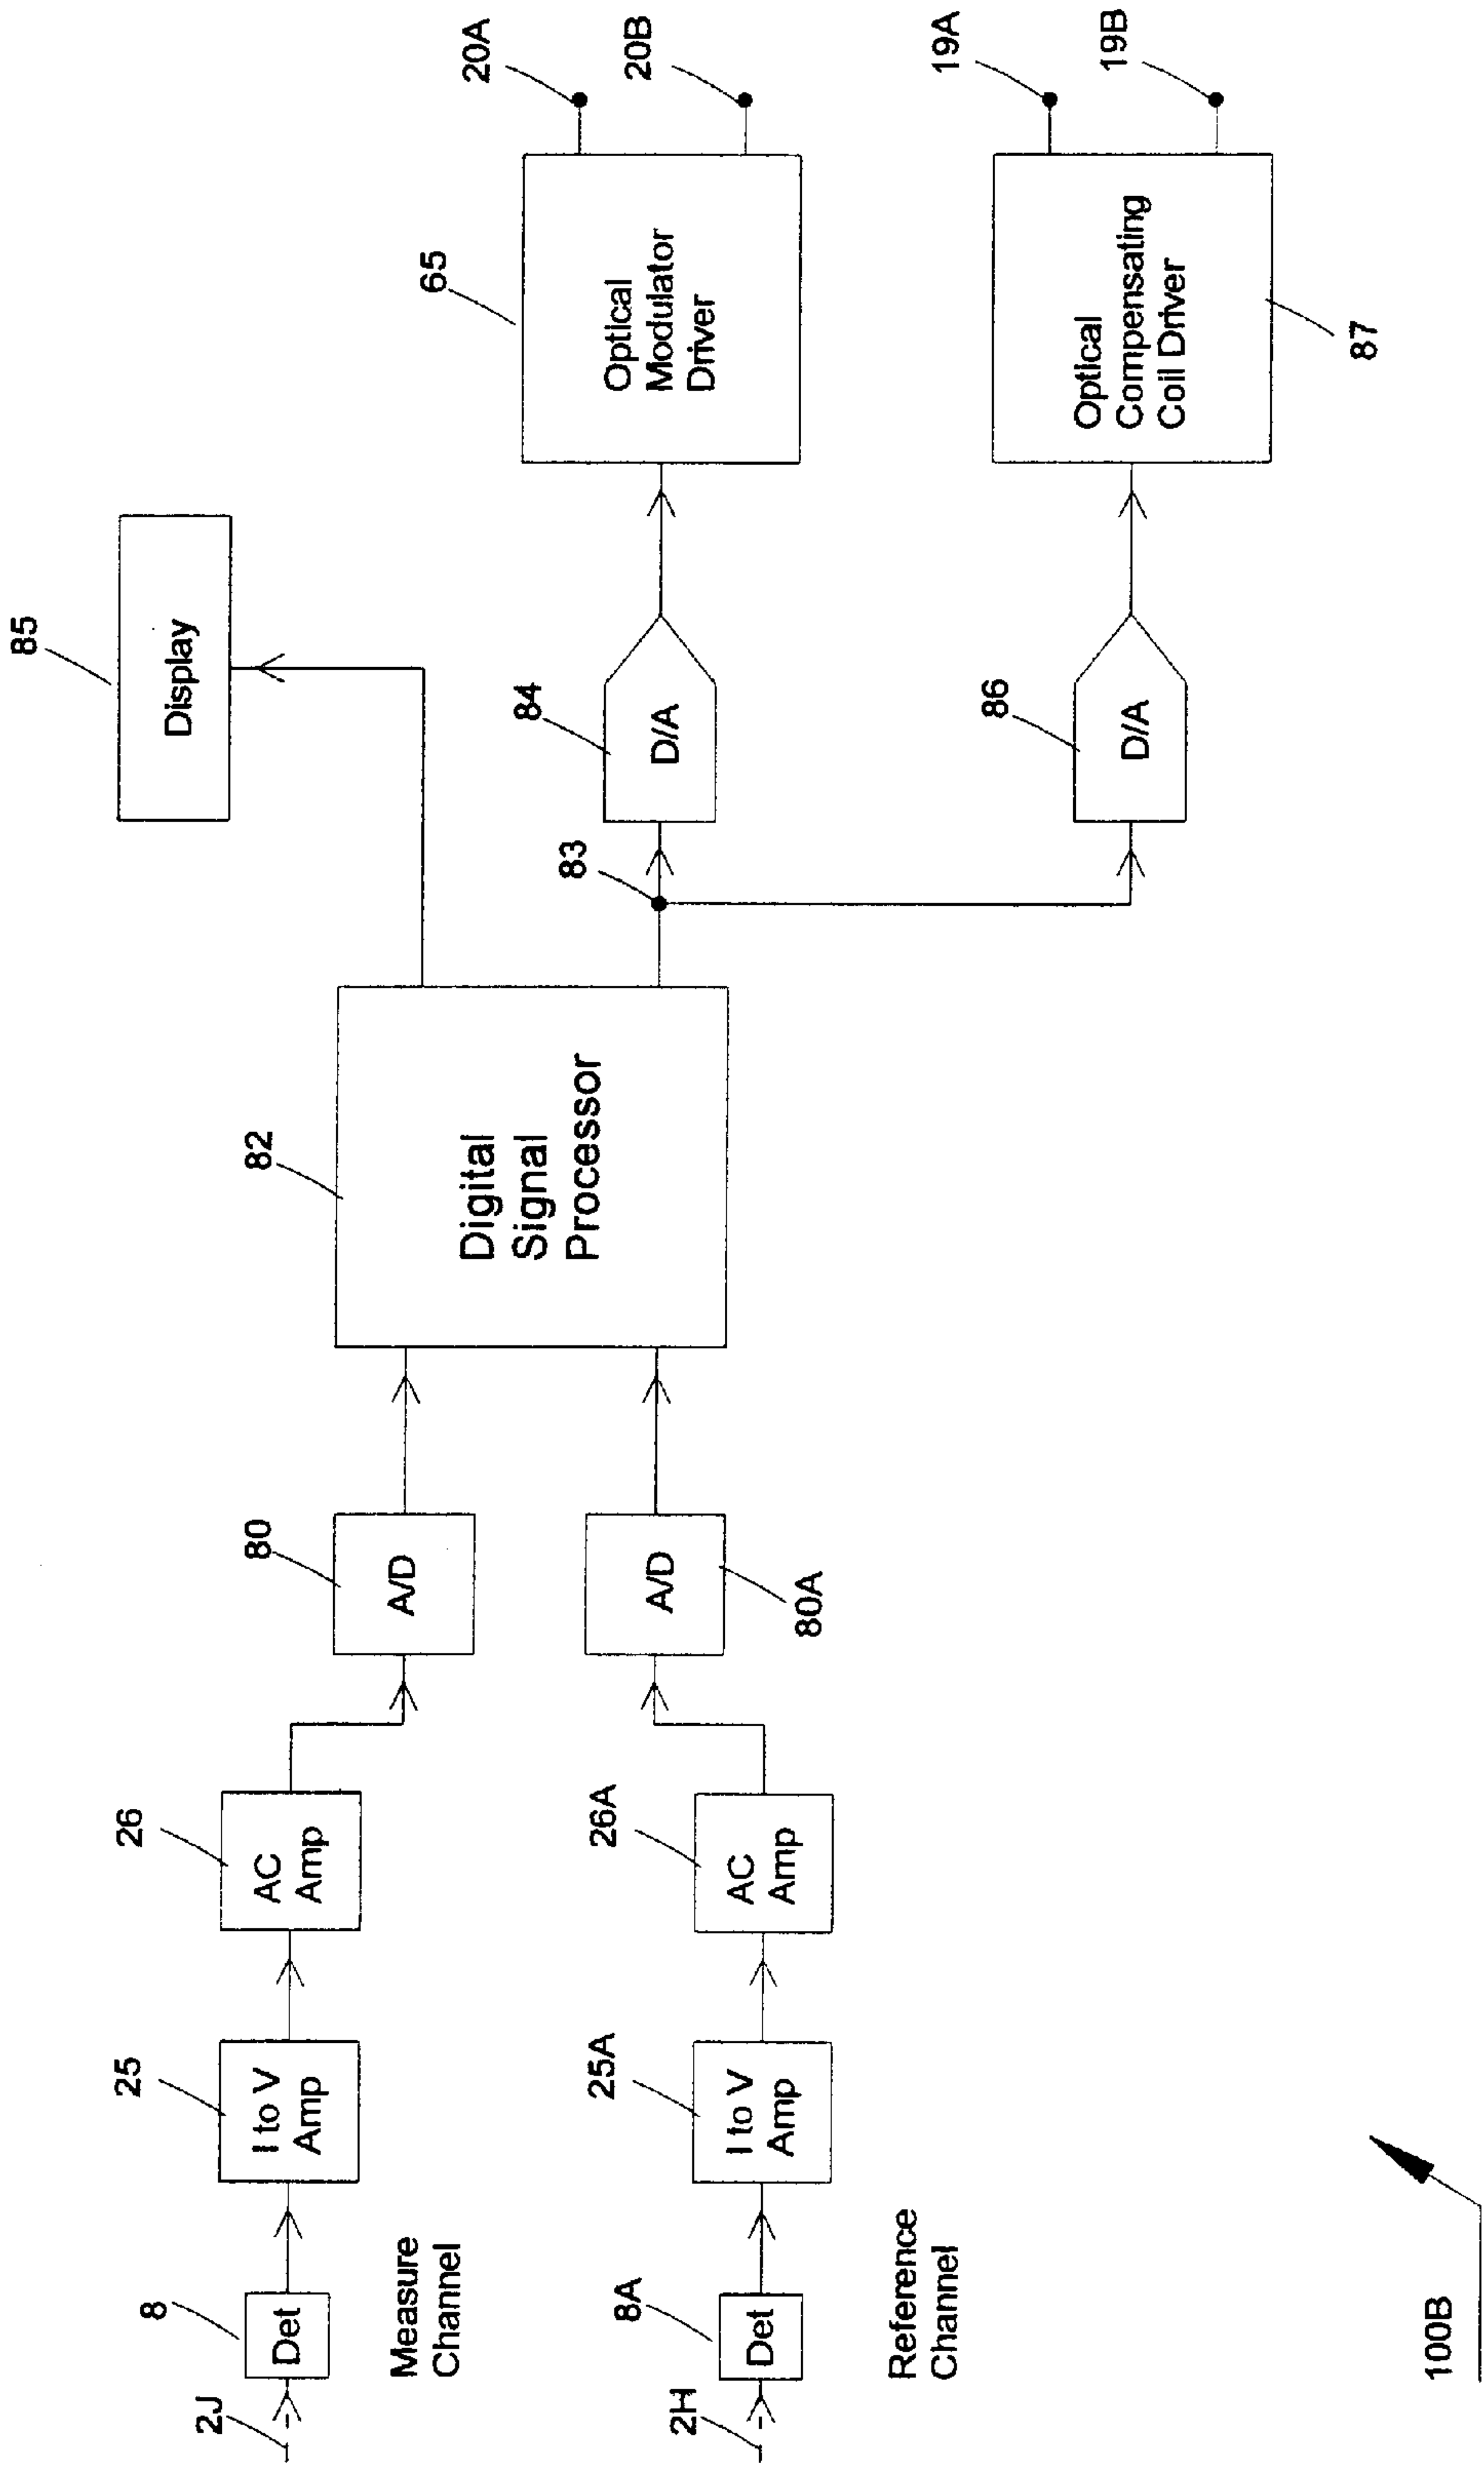 2J
8
Det
Measure
Channel
25
I to V
Amp
26
AC
Amp
80
A/D
2H
8A
Det
Reference
Channel
25A
I to V
Amp
26A
AC
Amp
80A
A/D
82
Digital
Signal
Processor
85
Display
83
84
D/A
65
Optical
Modulator
Driver
20A
20B
86
D/A
87
Optical
Compensating
Coil Driver
19A
19B
100B